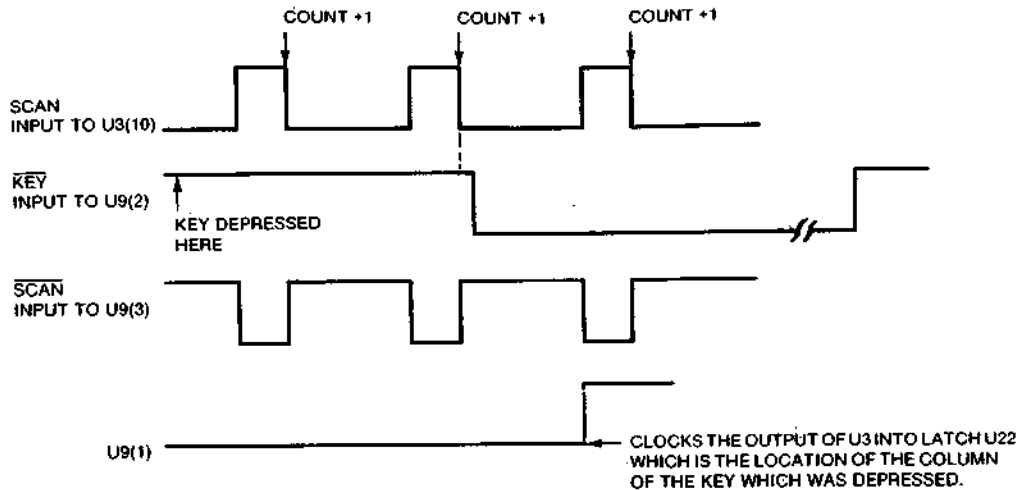 COUNT +1
COUNT +1
COUNT +1
SCAN
INPUT TO U3(10)
KEY
INPUT TO U9(2)
KEY DEPRESSED
HERE
SCAN
INPUT TO U9(3)
U9(1)
CLOCKS THE OUTPUT OF U3 INTO LATCH U22
WHICH IS THE LOCATION OF THE COLUMN
OF THE KEY WHICH WAS DEPRESSED.